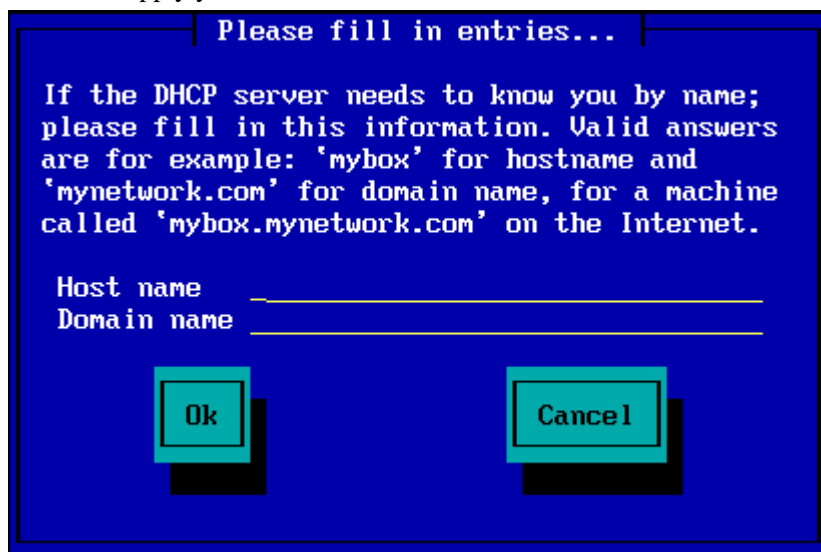 Please fill in entries...
If the DHCP server needs to know you by name;
please fill in this information. Valid answers
are for example: `mybox' for hostname and
`mynetwork.com' for domain name, for a machine
called `mybox.mynetwork.com' on the Internet.
Host name
Domain name
Ok Cancel